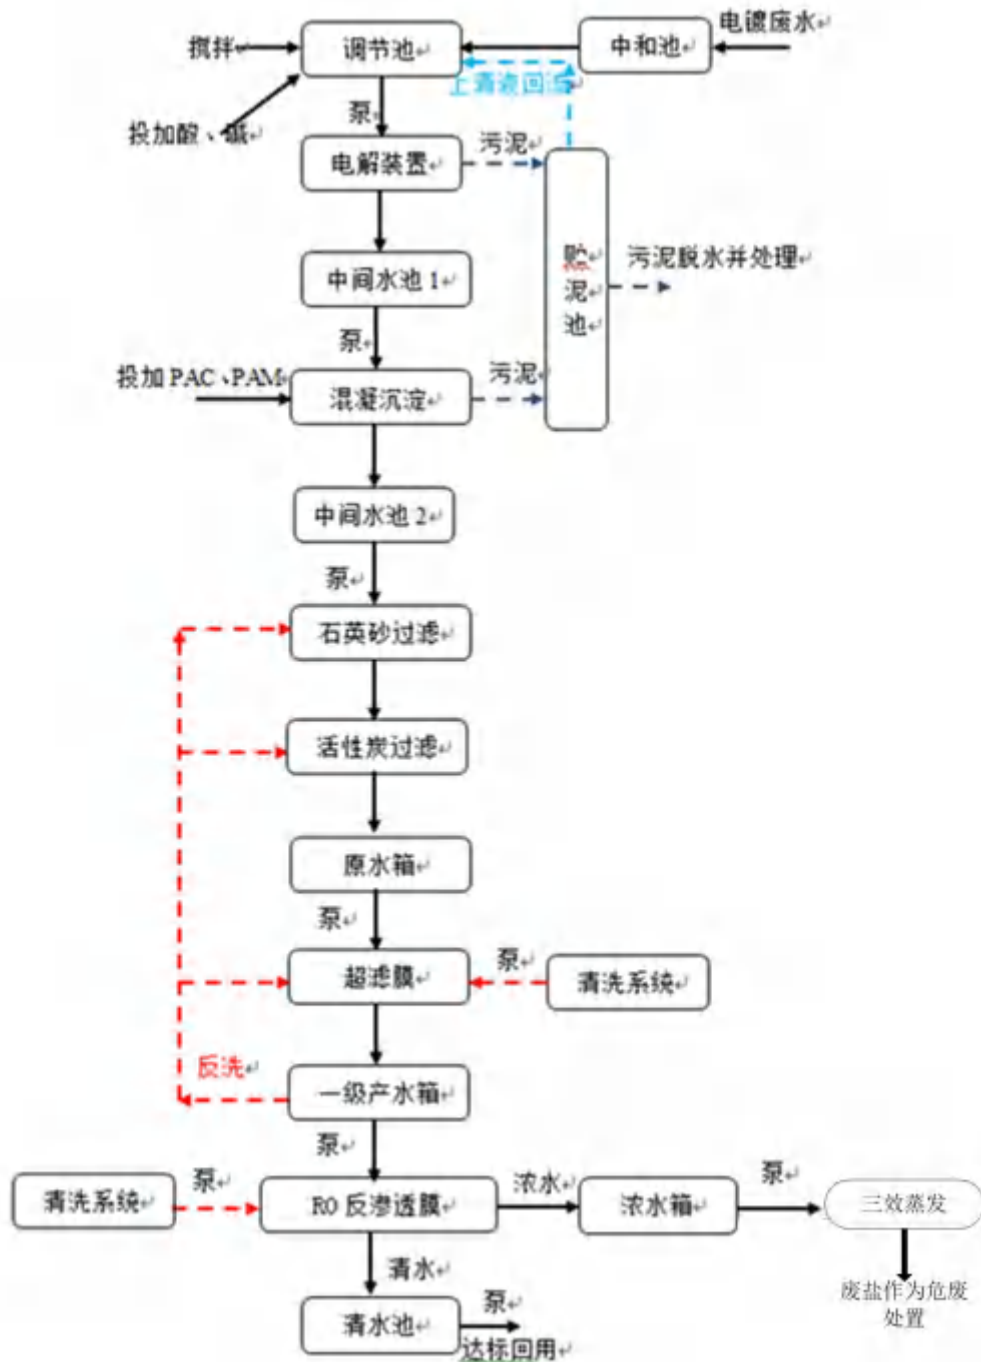 电镀废水
搅拌
调节池
中和池
上清液回流
泵
投加酸、碱
电解装置
污泥
中间水池 1
贮
泥
池
污泥脱水并处理
泵
投加 PAC、PAM
混凝沉淀
污泥
中间水池 2
泵
石英砂过滤
活性炭过滤
原水箱
泵
超滤膜
泵
清洗系统
反洗
一级产水箱
泵
清洗系统
泵
RO 反渗透膜
浓水
浓水箱
泵
三效蒸发
清水
废盐作为危废
处置
清水池
泵
达标回用